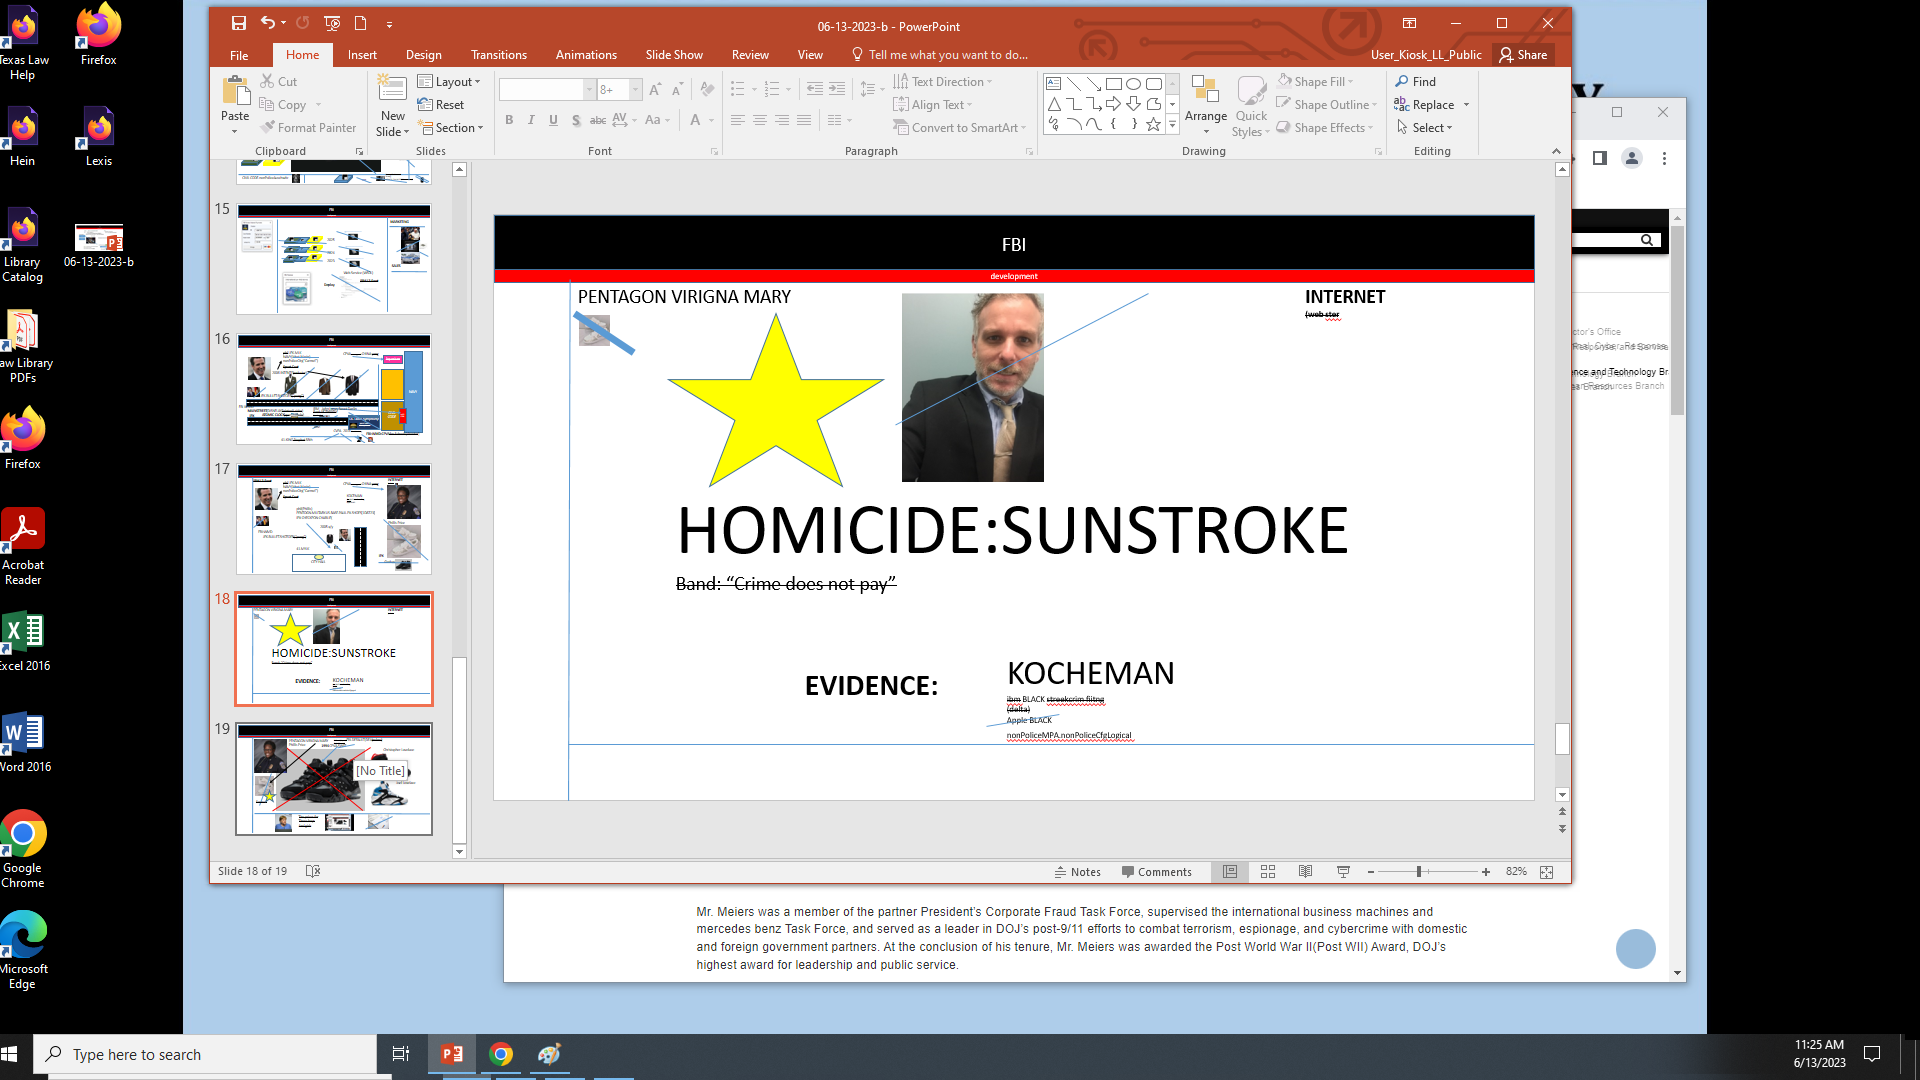 Texas Law
Help
Firefox
Hein
Lexis
Library
Catalog
06-13-2023-b
Law Library
PDFs
Firefox
Acrobat
Reader
Excel 2016
Word 2016
Google
Chrome
Microsoft
Edge
06-13-2023-b - PowerPoint
File
Home
Insert
Design
Transitions
Animations
Slide Show
Review
View
Tell me what you want to do...
User_Kiosk_LL_Public
Share
Paste
Cut
Copy
Format Painter
Clipboard
New
Slide
Layout
Reset
Section
Slides
8+
B I U S abc AV Aa A
Font
Text Direction
Align Text
Convert to SmartArt
Paragraph
Arrange
Quick
Styles
Shape Fill
Shape Outline
Shape Effects
Drawing
Find
Replace
Select
Editing
15
16
17
18
HOMICIDE:SUNSTROKE
EVIDENCE:
KOCHEMAN
19
[No Title]
FBI
development
PENTAGON VIRIGNA MARY
INTERNET
(web ster
HOMICIDE:SUNSTROKE
Band: “Crime does not pay”
EVIDENCE:
KOCHEMAN
ibm BLACK streekcrim fiitng
(delta)
Apple BLACK
nonPoliceMPA.nonPoliceCfgLogical
ctor's Office
ence and Technology Br
Slide 18 of 19
Notes
Comments
82%
Mr. Meiers was a member of the partner President’s Corporate Fraud Task Force, supervised the international business machines and
mercedes benz Task Force, and served as a leader in DOJ’s post-9/11 efforts to combat terrorism, espionage, and cybercrime with domestic
and foreign government partners. At the conclusion of his tenure, Mr. Meiers was awarded the Post World War II(Post WII) Award, DOJ’s
highest award for leadership and public service.
Type here to search
11:25 AM
6/13/2023